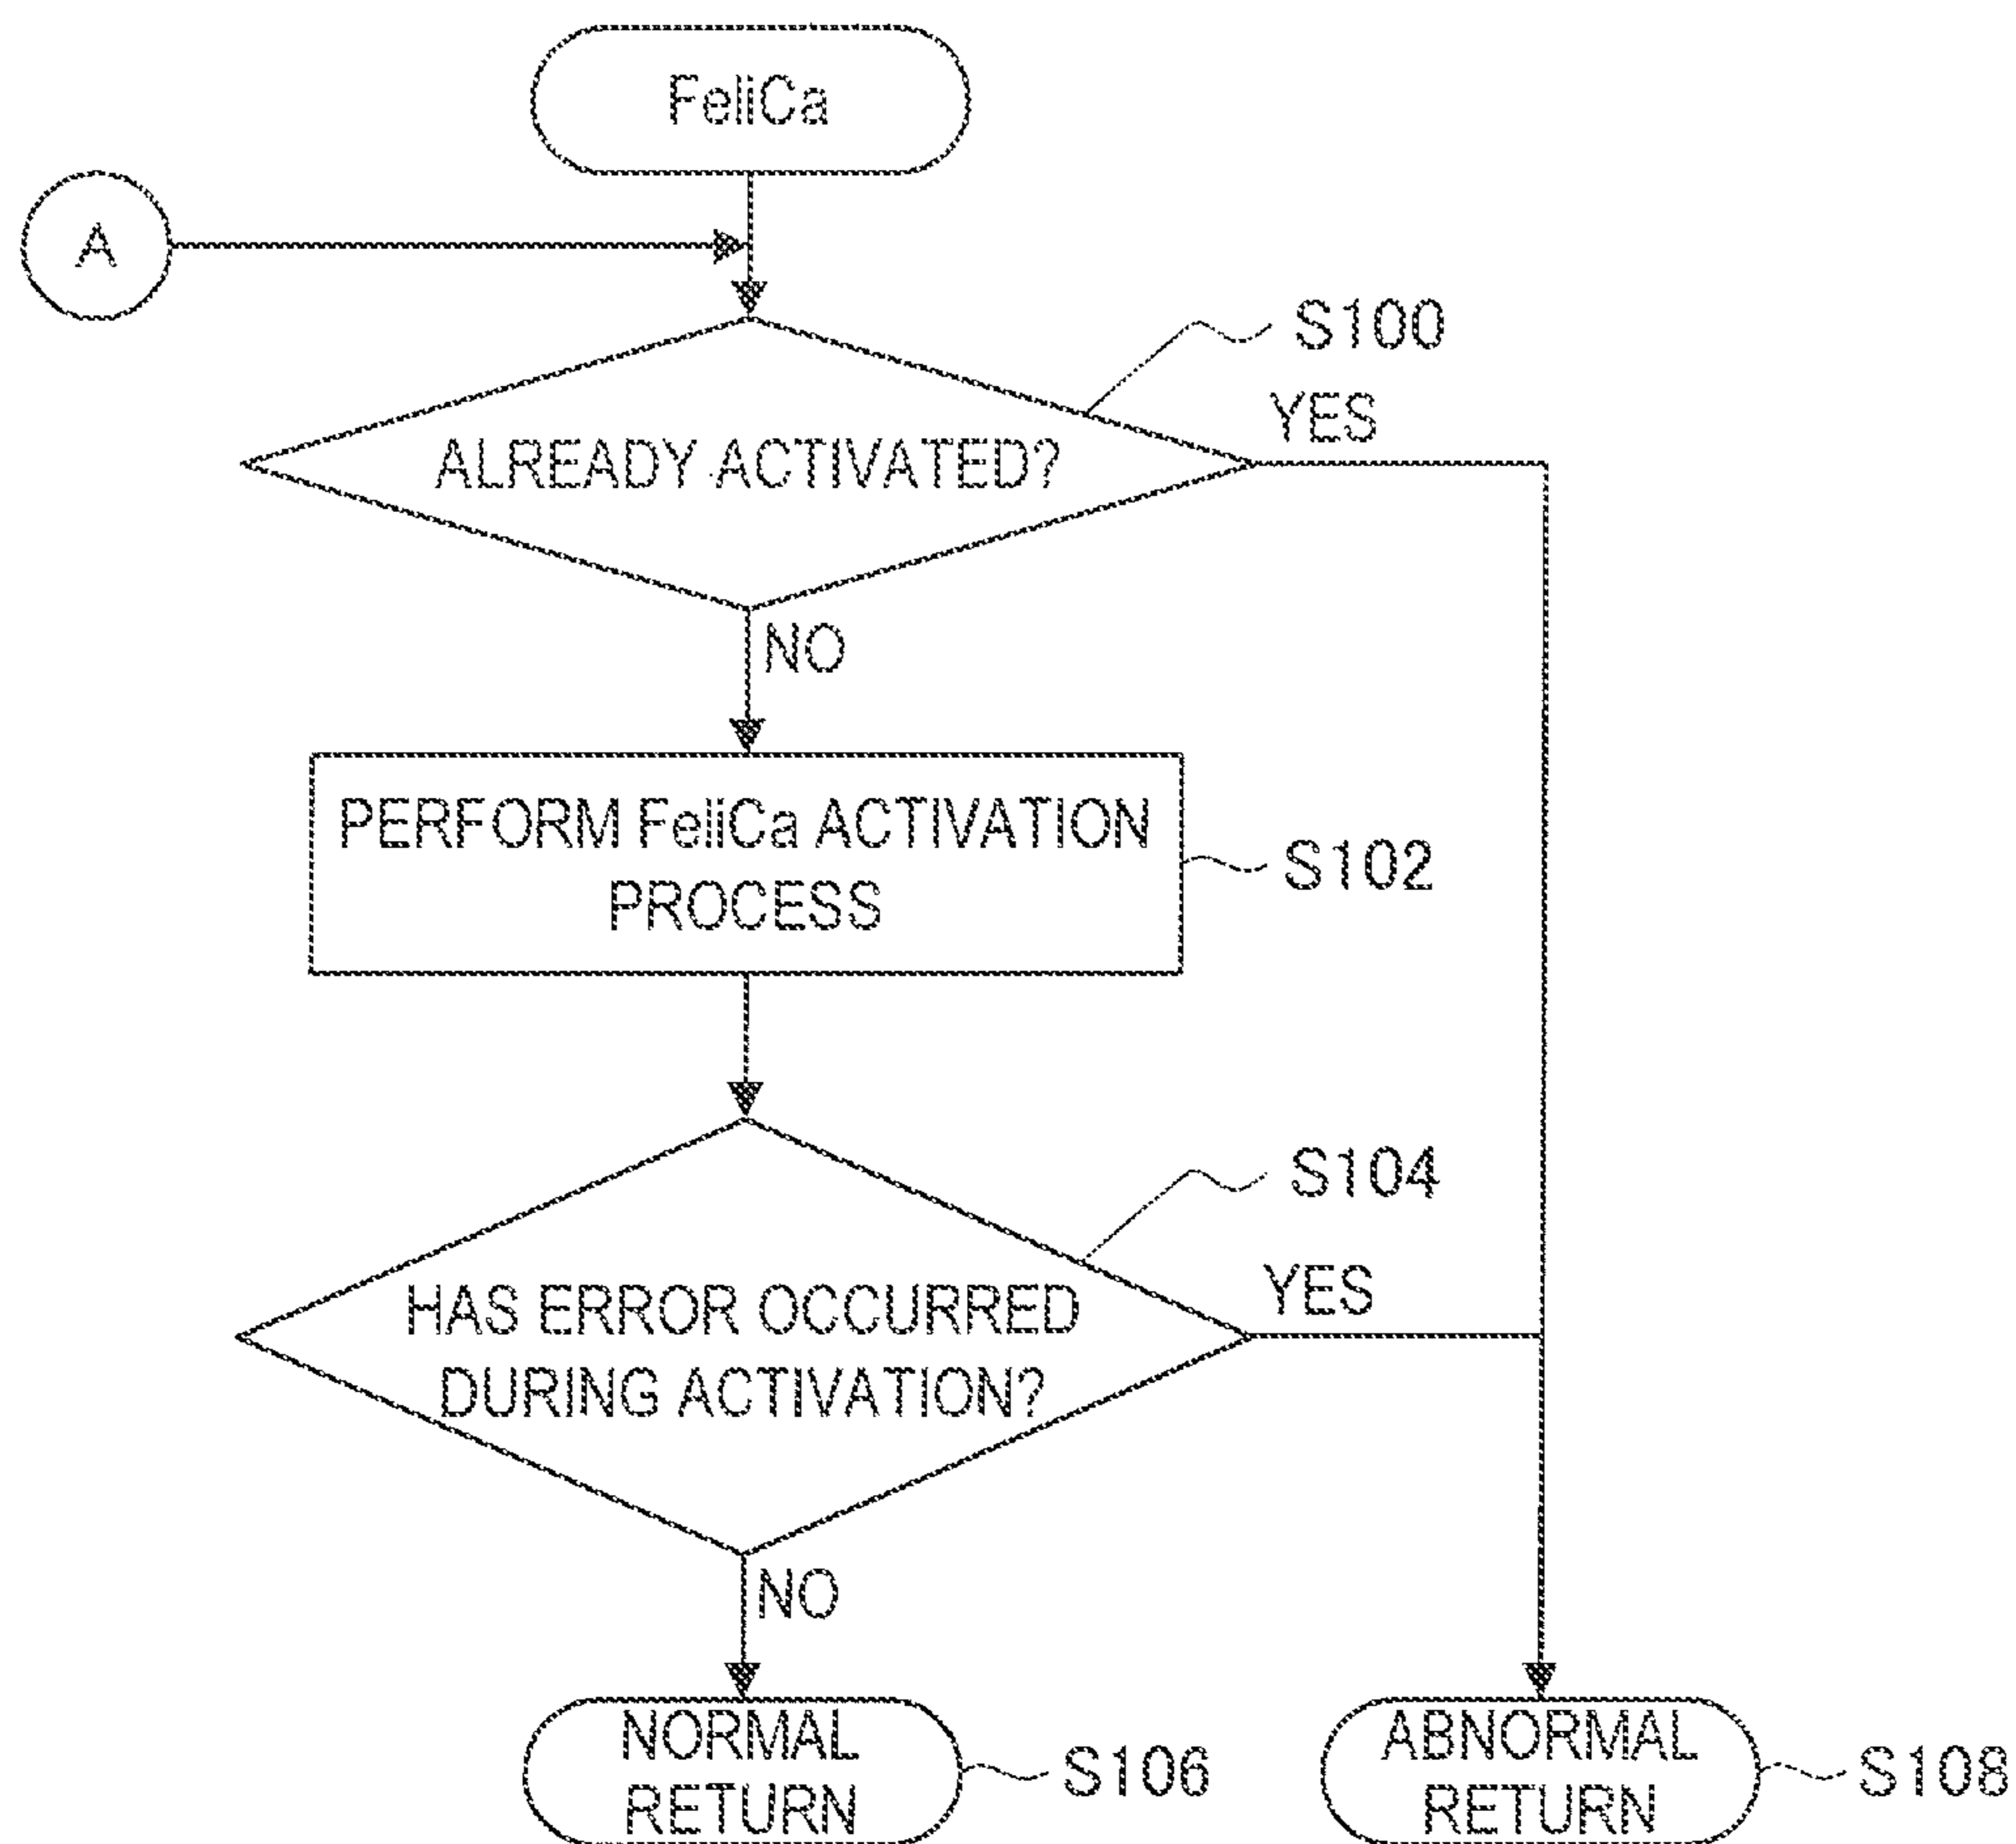 FeliCa
A
S100
YES
ALREADY ACTIVATED?
NO
PERFORM FeliCa ACTIVATION
PROCESS
S102
S104
YES
HAS ERROR OCCURRED
DURING ACTIVATION?
NO
NORMAL
RETURN
S106
ABNORMAL
RETURN
S108